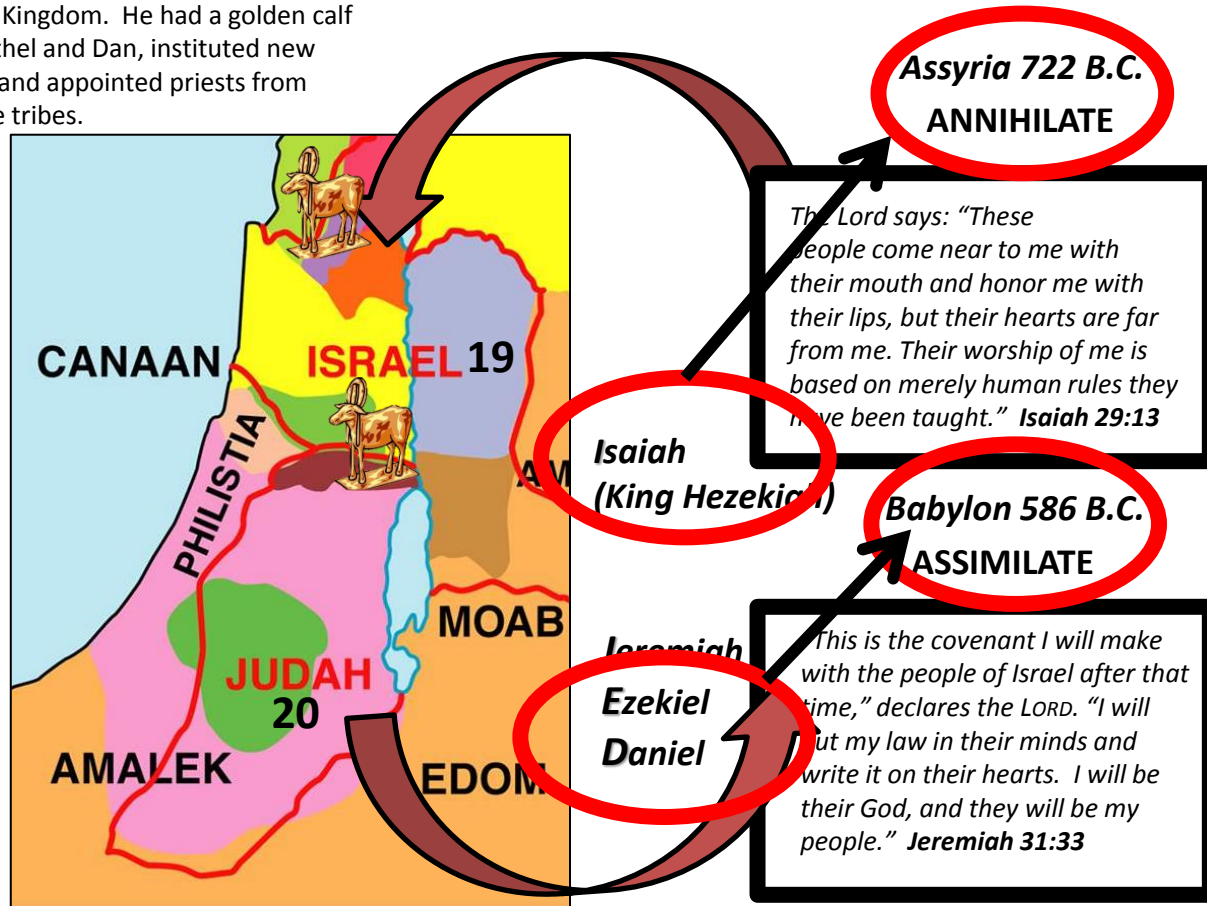 Kingdom. He had a golden calf
thel and Dan, instituted new
and appointed priests from
e tribes.
Assyria 722 B.C.
ANNIHILATE
The Lord says: “These
people come near to me with
their mouth and honor me with
their lips, but their hearts are far
from me. Their worship of me is
based on merely human rules they
have been taught.” Isaiah 29:13
CANAAN
ISRAEL 19
PHILISTIA
AM
Isaiah
(King Hezekiah)
Babylon 586 B.C.
ASSIMILATE
MOAB
JUDAH
20
AMALEK
EDOM
Jeremiah
Ezekiel
Daniel
“This is the covenant I will make
with the people of Israel after that
time,” declares the LORD. “I will
put my law in their minds and
write it on their hearts. I will be
their God, and they will be my
people.” Jeremiah 31:33